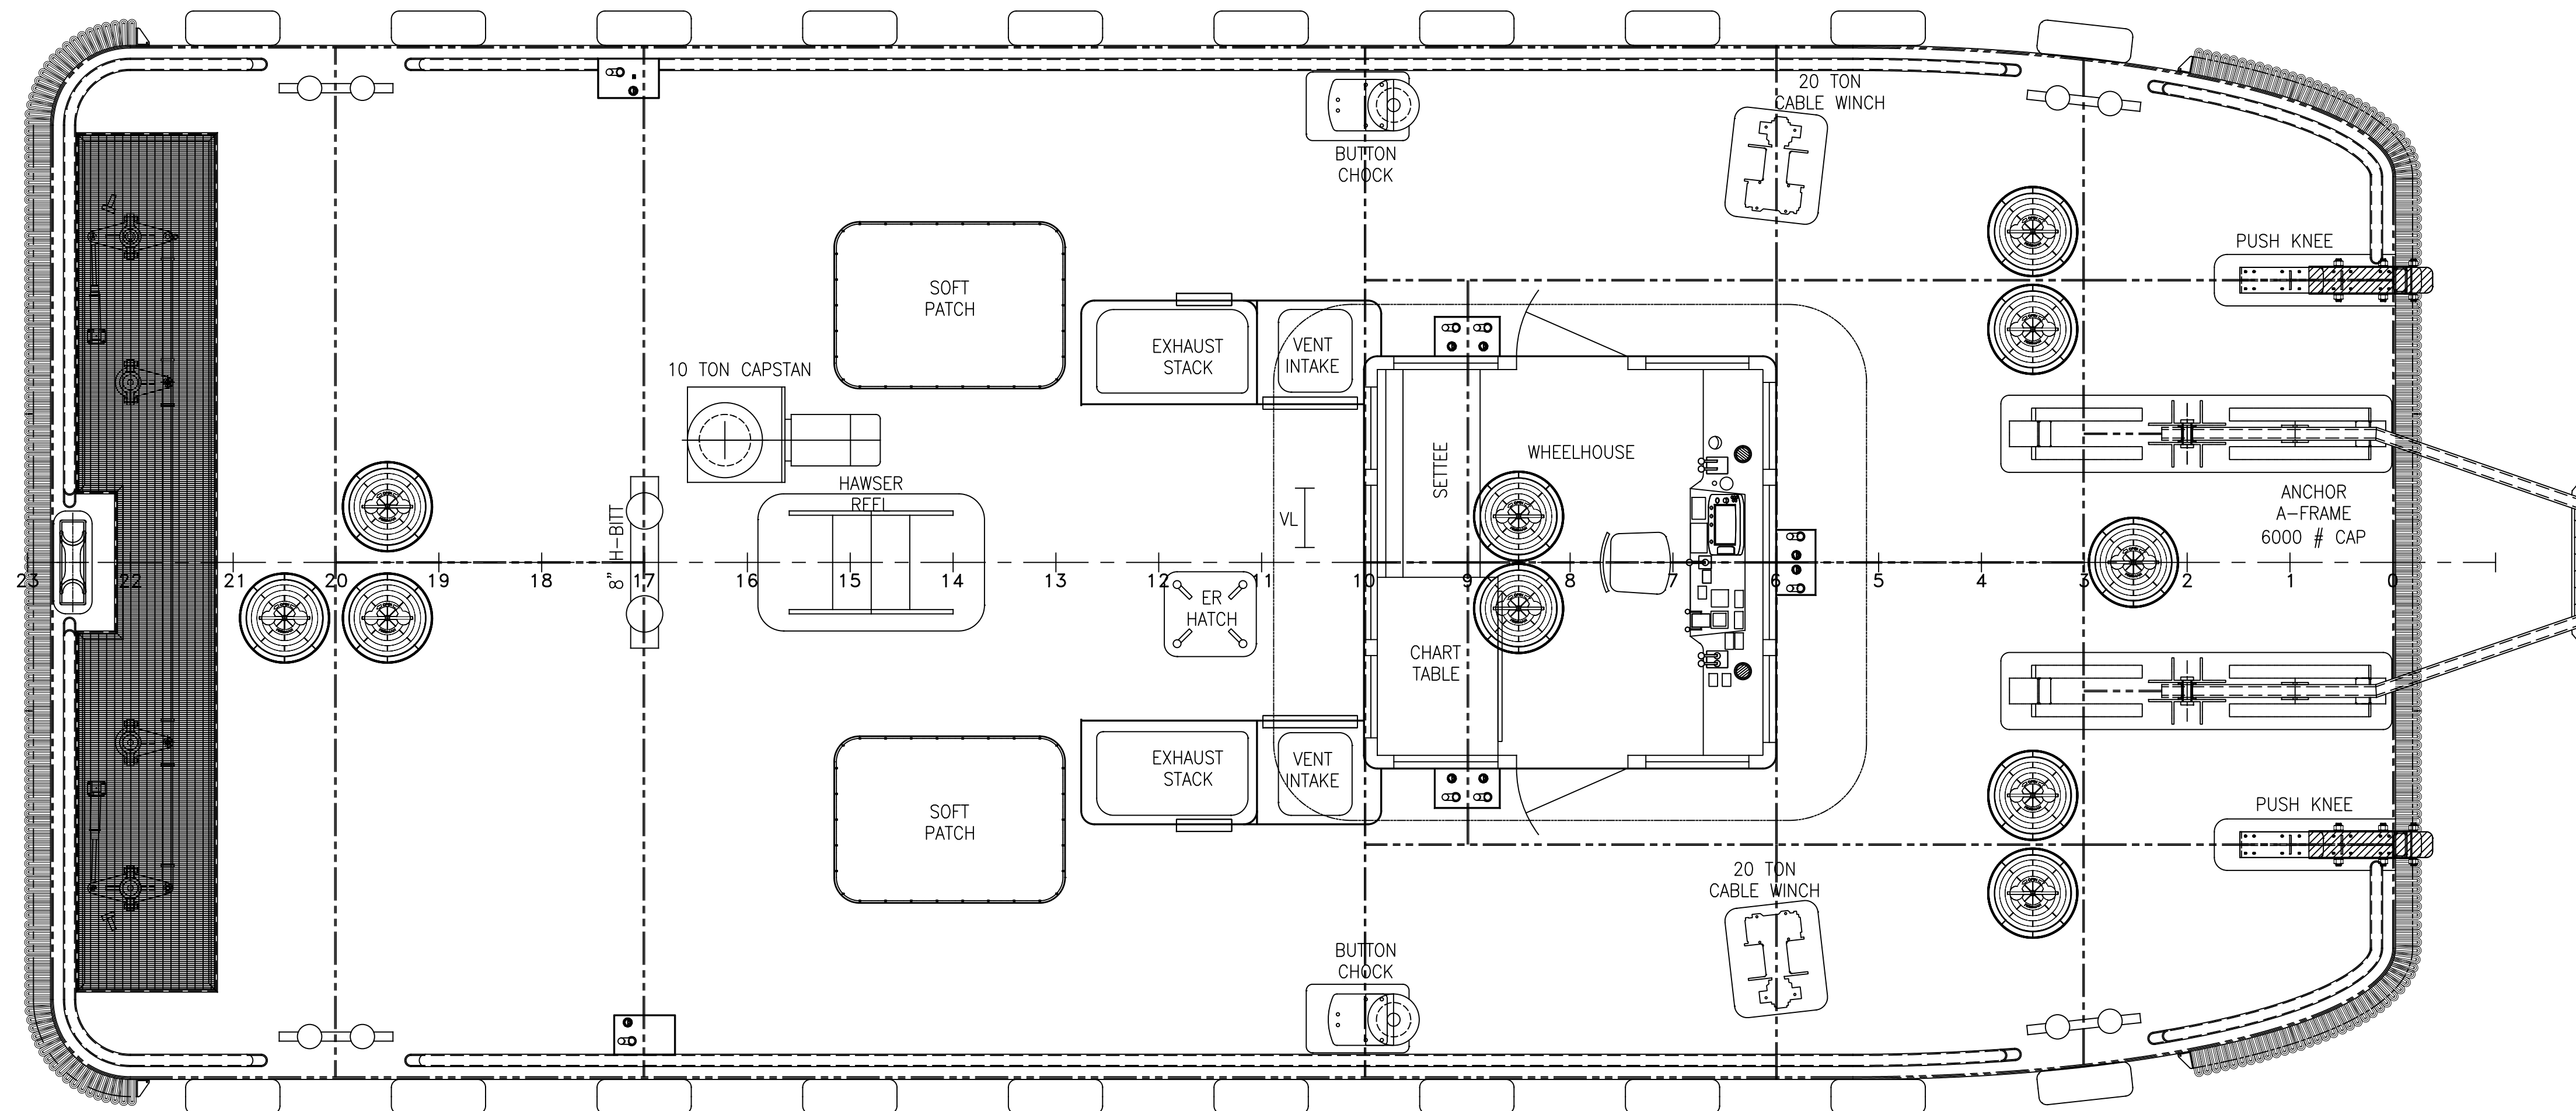 20 TON
CABLE WINCH
BUTTON
CHOCK
PUSH KNEE
SOFT
PATCH
EXHAUST
STACK
VENT
INTAKE
10 TON CAPSTAN
HAWSER
REEL
8" H-BITT
VL
SETTEE
WHEELHOUSE
ANCHOR
A-FRAME
6000 # CAP
23 22 21 20 19 18 17 16 15 14 13 12 11 10 9 8 7 6 5 4 3 2 1 0
ER
HATCH
CHART
TABLE
EXHAUST
STACK
VENT
INTAKE
SOFT
PATCH
PUSH KNEE
20 TON
CABLE WINCH
BUTTON
CHOCK